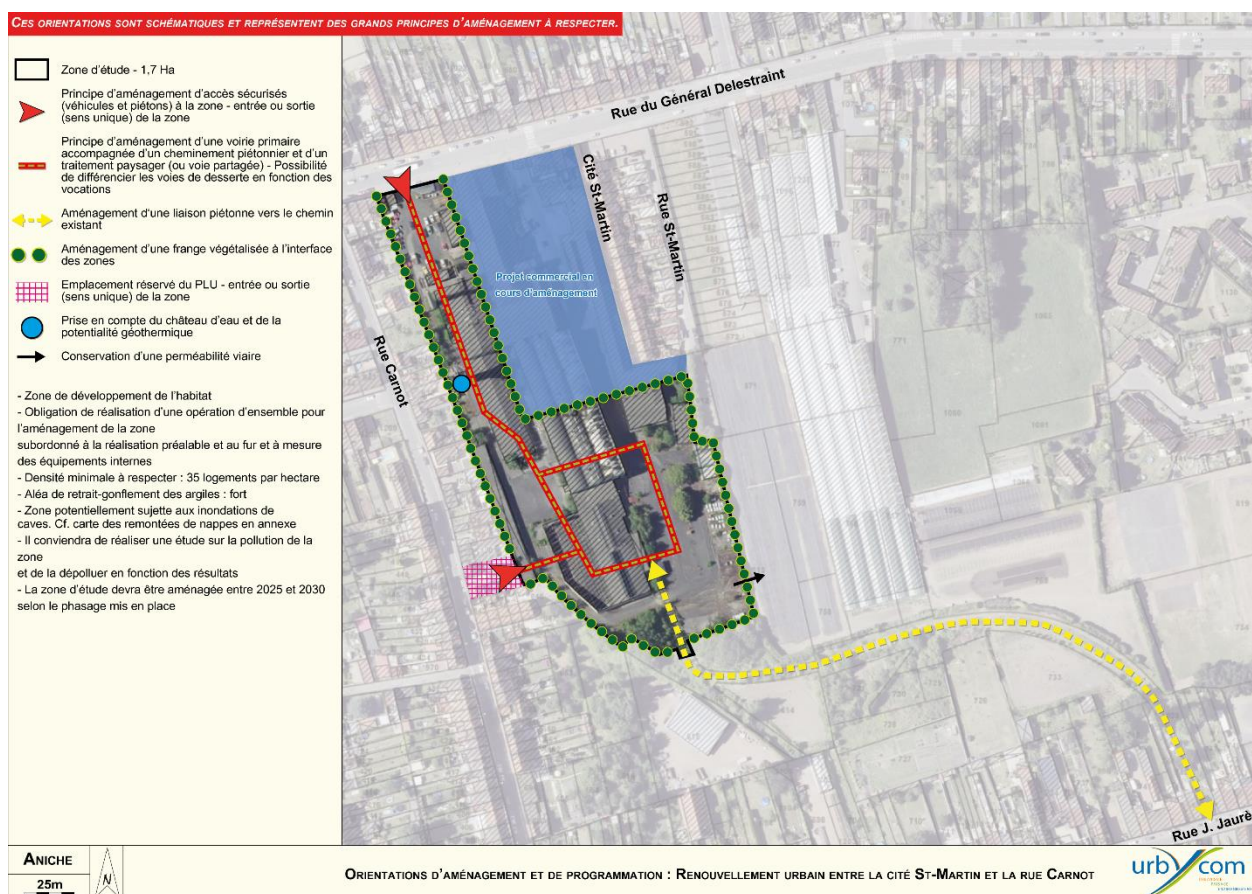 CES ORIENTATIONS SONT SCHÉMATIQUES ET REPRÉSENTENT DES GRANDS PRINCIPES D'AMÉNAGEMENT À RESPECTER.
Zone d'étude - 1,7 Ha
Principe d'aménagement d'accès sécurisés
(véhicules et piétons) à la zone - entrée ou sortie
(sens unique) de la zone
Principe d'aménagement d'une voirie primaire
accompagnée d'un cheminement piétonnier et d'un
traitement paysager (ou voie partagée) - Possibilité
de différencier les voies de desserte en fonction des
vocations
Aménagement d'une liaison piétonne vers le chemin
existant
Aménagement d'une frange végétalisée à l'interface
des zones
Emplacement réservé du PLU - entrée ou sortie
(sens unique) de la zone
Prise en compte du château d'eau et de la
potentialité géothermique
Conservation d'une perméabilité viaire
- Zone de développement de l'habitat
- Obligation de réalisation d'une opération d'ensemble pour
l'aménagement de la zone
subordonné à la réalisation préalable et au fur et à mesure
des équipements internes
- Densité minimale à respecter : 35 logements par hectare
- Aléa de retrait-gonflement des argiles : fort
- Zone potentiellement sujette aux inondations de
caves. Cf. carte des remontées de nappes en annexe
- Il conviendra de réaliser une étude sur la pollution de la
zone
et de la dépolluer en fonction des résultats
- La zone d'étude devra être aménagée entre 2025 et 2030
selon le phasage mis en place
Rue du Général Delestraint
Cité St-Martin
Rue St-Martin
Projet commercial en
cours d'aménagement
Rue Carnot
Rue J. Jaurè
ANICHE
25m
N
ORIENTATIONS D'AMÉNAGEMENT ET DE PROGRAMMATION : RENOUVELLEMENT URBAIN ENTRE LA CITÉ ST-MARTIN ET LA RUE CARNOT
urbycom